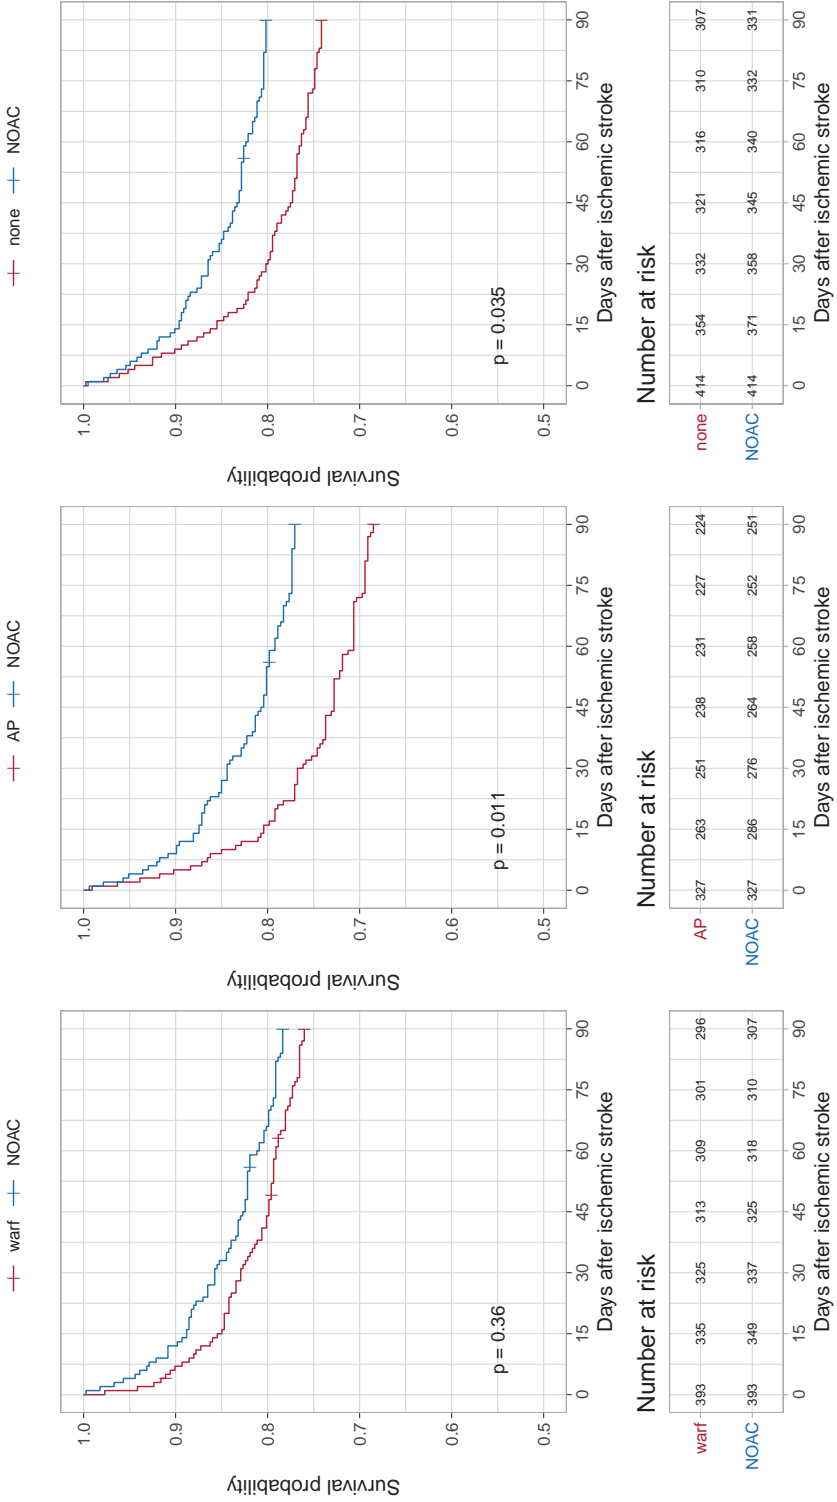 warf NOAC
Survival probability
1.0
0.9
0.8
0.7
0.6
0.5
p = 0.36
0 15 30 45 60 75 90
Days after ischemic stroke
Number at risk
warf 393 335 325 313 309 301 296
NOAC 393 349 337 325 318 310 307
0 15 30 45 60 75 90
Days after ischemic stroke
AP NOAC
Survival probability
1.0
0.9
0.8
0.7
0.6
0.5
p = 0.011
0 15 30 45 60 75 90
Days after ischemic stroke
Number at risk
AP 327 263 251 238 231 227 224
NOAC 327 286 276 264 258 252 251
0 15 30 45 60 75 90
Days after ischemic stroke
none NOAC
Survival probability
1.0
0.9
0.8
0.7
0.6
0.5
p = 0.035
0 15 30 45 60 75 90
Days after ischemic stroke
Number at risk
none 414 354 332 321 316 310 307
NOAC 414 371 358 345 340 332 331
0 15 30 45 60 75 90
Days after ischemic stroke